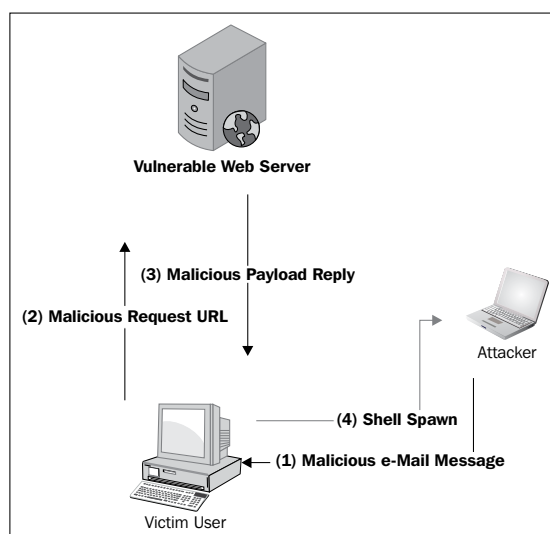 Vulnerable Web Server
(3) Malicious Payload Reply
(2) Malicious Request URL
Attacker
(4) Shell Spawn
(1) Malicious e-Mail Message
Victim User